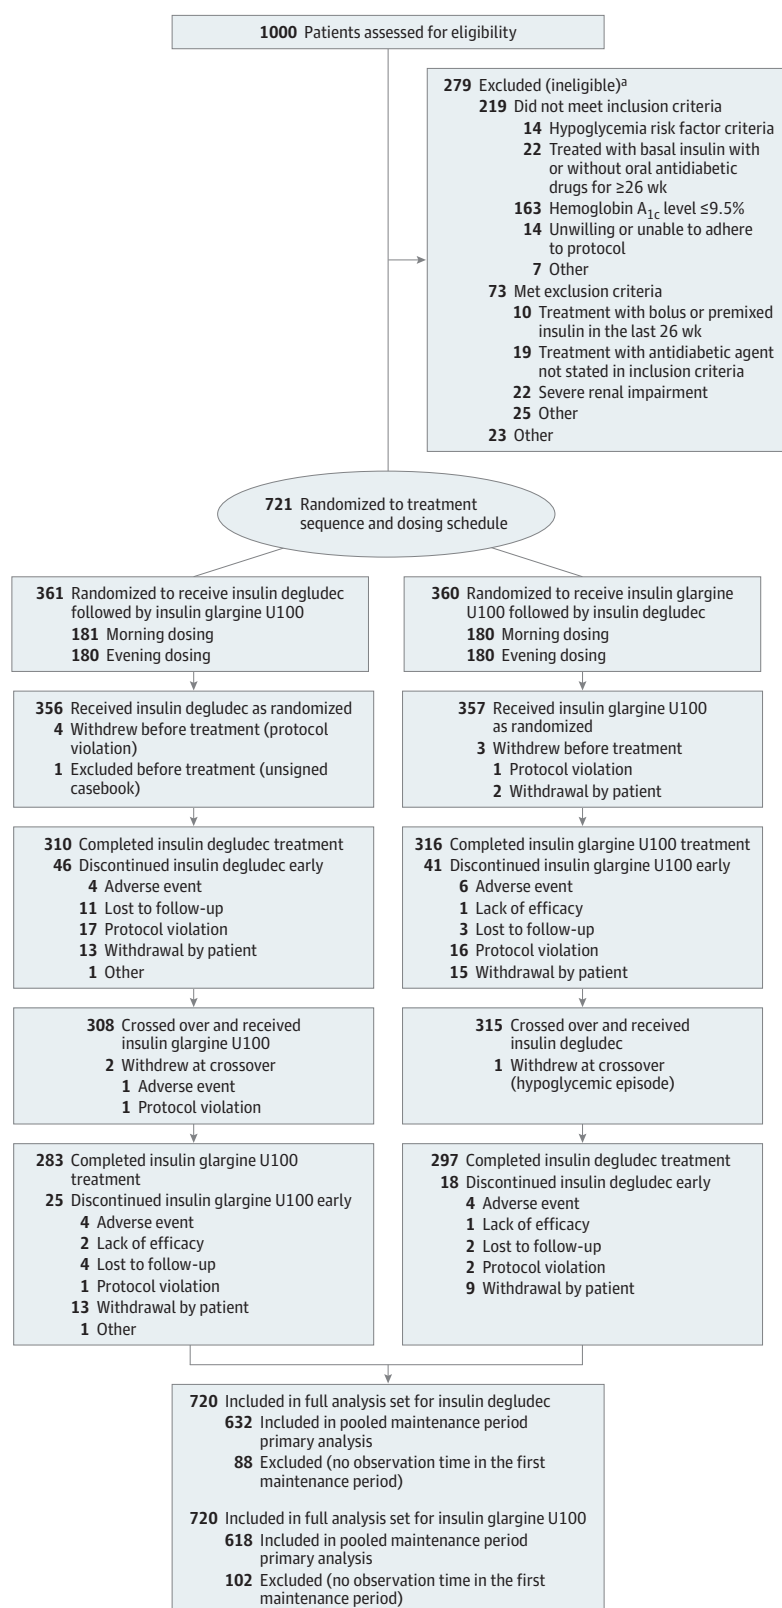 1000 Patients assessed for eligibility
279 Excluded (ineligible)a
219 Did not meet inclusion criteria
14 Hypoglycemia risk factor criteria
22 Treated with basal insulin with
or without oral antidiabetic
drugs for ≥26 wk
163 Hemoglobin A1c level ≤9.5%
14 Unwilling or unable to adhere
to protocol
7 Other
73 Met exclusion criteria
10 Treatment with bolus or premixed
insulin in the last 26 wk
19 Treatment with antidiabetic agent
not stated in inclusion criteria
22 Severe renal impairment
25 Other
23 Other
721 Randomized to treatment
sequence and dosing schedule
361 Randomized to receive insulin degludec
followed by insulin glargine U100
181 Morning dosing
180 Evening dosing
360 Randomized to receive insulin glargine
U100 followed by insulin degludec
180 Morning dosing
180 Evening dosing
356 Received insulin degludec as randomized
4 Withdrew before treatment (protocol
violation)
1 Excluded before treatment (unsigned
casebook)
357 Received insulin glargine U100
as randomized
3 Withdrew before treatment
1 Protocol violation
2 Withdrawal by patient
310 Completed insulin degludec treatment
46 Discontinued insulin degludec early
4 Adverse event
11 Lost to follow-up
17 Protocol violation
13 Withdrawal by patient
1 Other
316 Completed insulin glargine U100 treatment
41 Discontinued insulin glargine U100 early
6 Adverse event
1 Lack of efficacy
3 Lost to follow-up
16 Protocol violation
15 Withdrawal by patient
308 Crossed over and received
insulin glargine U100
2 Withdrew at crossover
1 Adverse event
1 Protocol violation
315 Crossed over and received
insulin degludec
1 Withdrew at crossover
(hypoglycemic episode)
283 Completed insulin glargine U100
treatment
25 Discontinued insulin glargine U100 early
4 Adverse event
2 Lack of efficacy
4 Lost to follow-up
1 Protocol violation
13 Withdrawal by patient
1 Other
297 Completed insulin degludec treatment
18 Discontinued insulin degludec early
4 Adverse event
1 Lack of efficacy
2 Lost to follow-up
2 Protocol violation
9 Withdrawal by patient
720 Included in full analysis set for insulin degludec
632 Included in pooled maintenance period
primary analysis
88 Excluded (no observation time in the first
maintenance period)
720 Included in full analysis set for insulin glargine U100
618 Included in pooled maintenance period
primary analysis
102 Excluded (no observation time in the first
maintenance period)